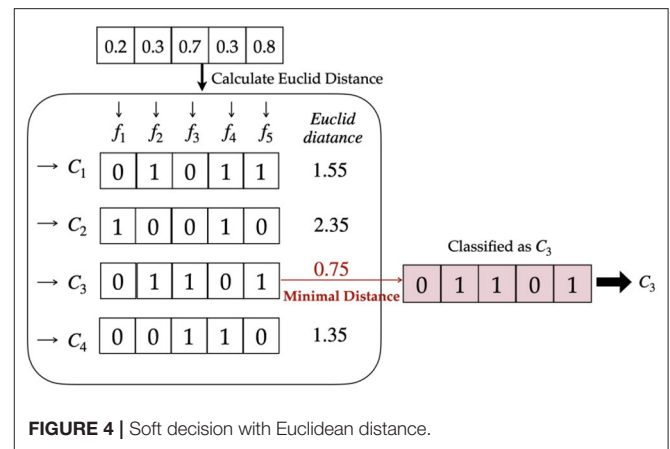 0.2 0.3 0.7 0.3 0.8
Calculate Euclid Distance
f1 f2 f3 f4 f5 Euclid
diatance
→ C1 0 1 0 1 1 1.55
→ C2 1 0 0 1 0 2.35
Classified as C3
→ C3 0 1 1 0 1 0.75 0 1 1 0 1 C3
Minimal Distance
→ C4 0 0 1 1 0 1.35
FIGURE 4 | Soft decision with Euclidean distance.